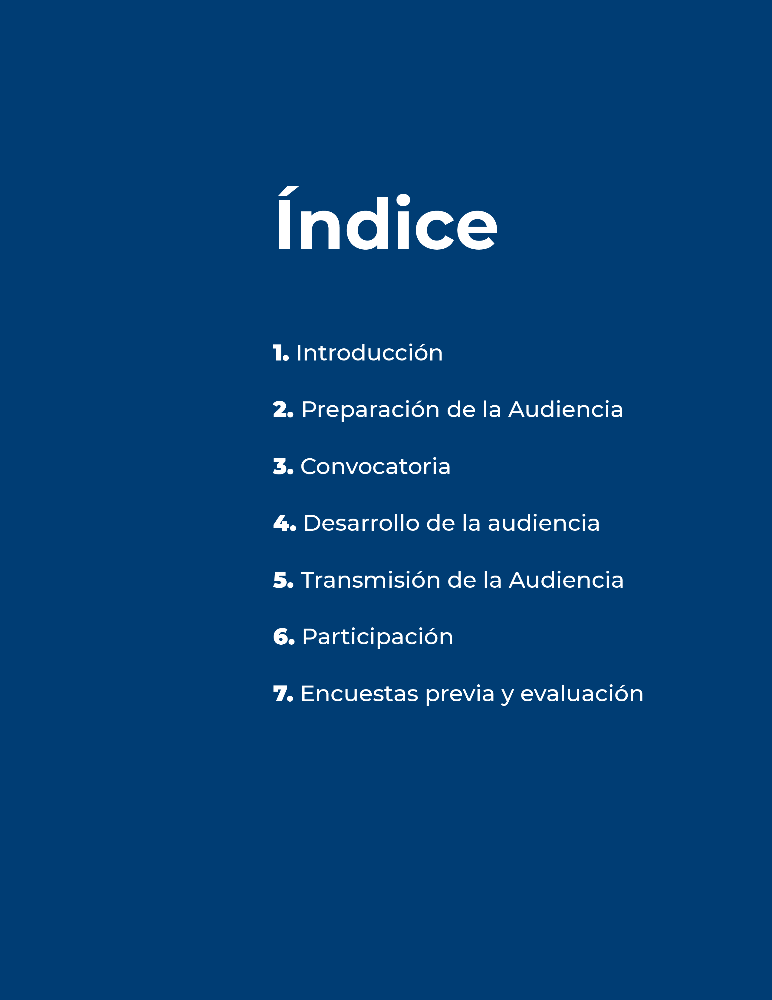 Índice
1. Introducción
2. Preparación de la Audiencia
3. Convocatoria
4. Desarrollo de la audiencia
5. Transmisión de la Audiencia
6. Participación
7. Encuestas previa y evaluación